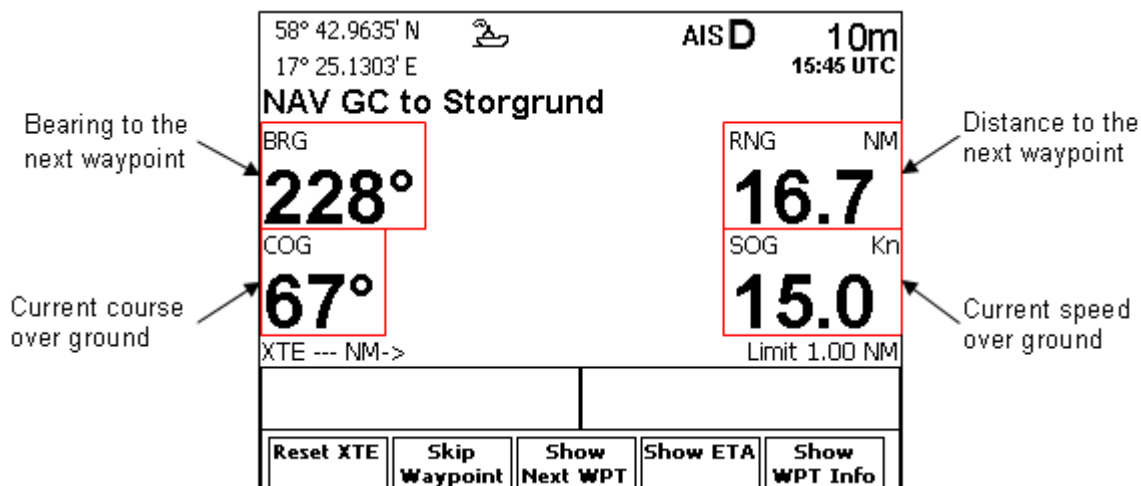 58° 42.9635' N
AIS D
10m
17° 25.1303' E
15:45 UTC
NAV GC to Storgrund
Bearing to the
next waypoint
BRG
228°
RNG NM
16.7
Distance to the
next waypoint
Current course
over ground
COG
67°
SOG Kn
15.0
Current speed
over ground
XTE --- NM->
Limit 1.00 NM
Reset XTE
Skip
Waypoint
Show
Next WPT
Show ETA
Show
WPT Info